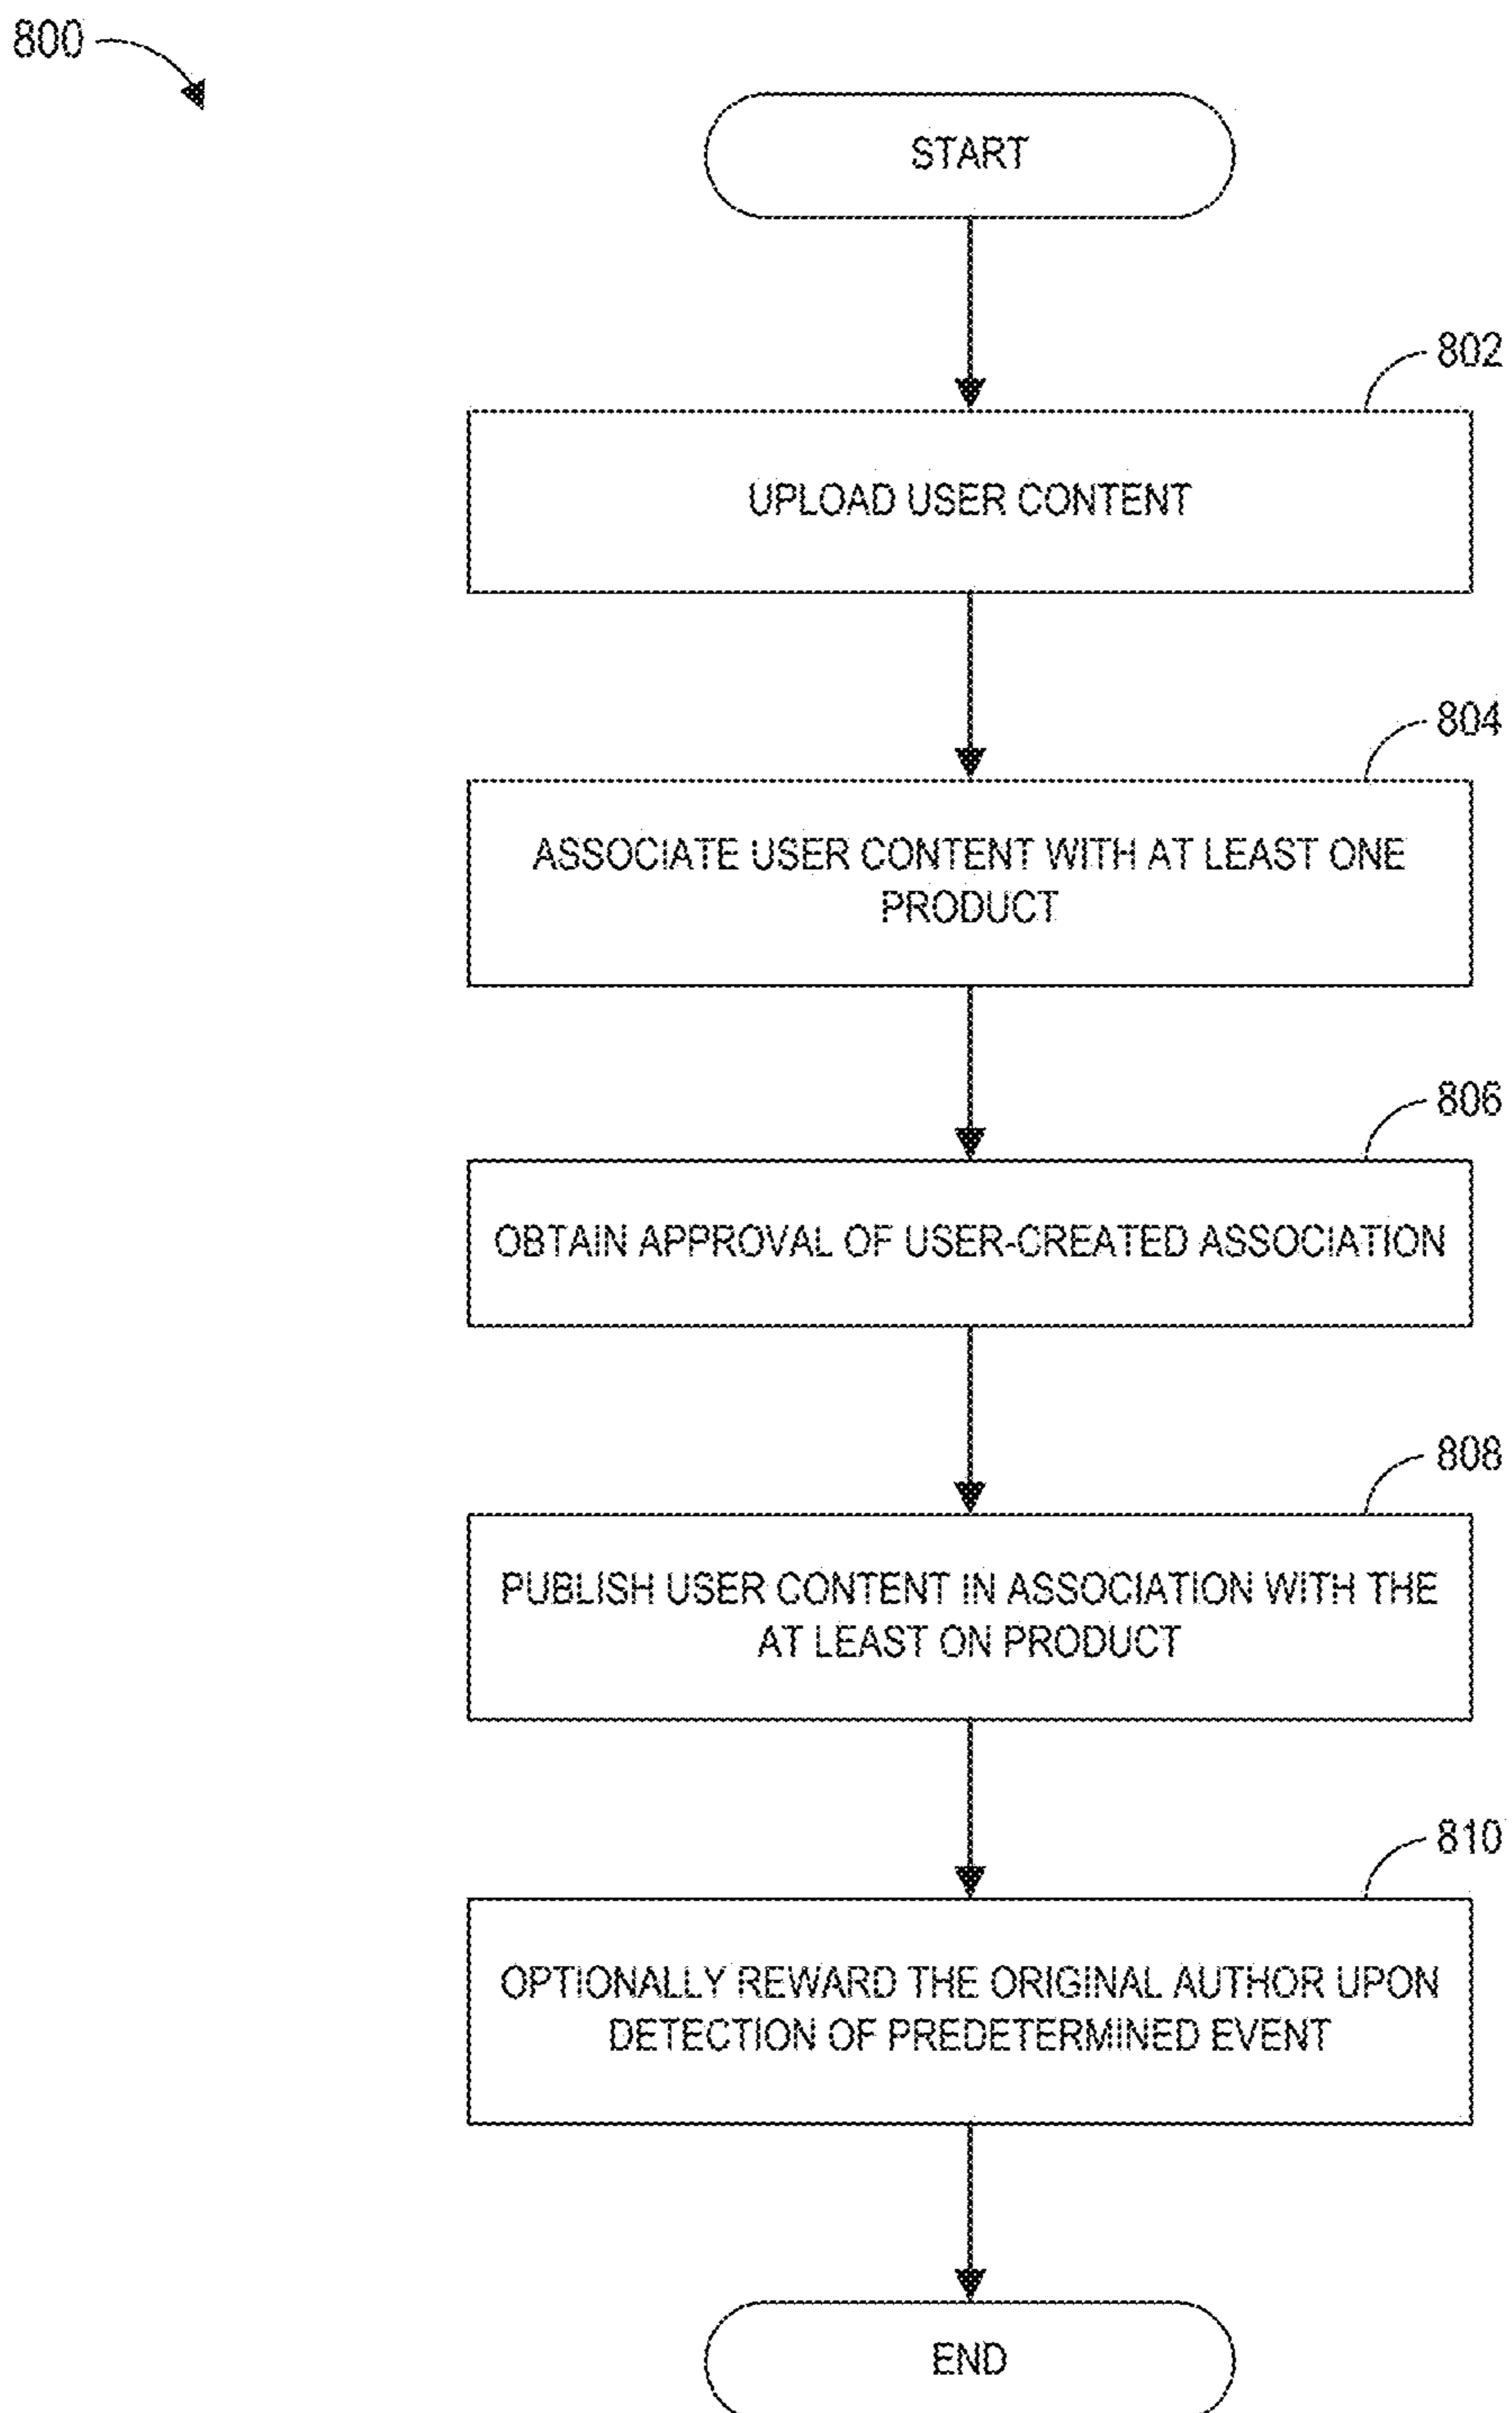 800
START
802
UPLOAD USER CONTENT
804
ASSOCIATE USER CONTENT WITH AT LEAST ONE
PRODUCT
806
OBTAIN APPROVAL OF USER-CREATED ASSOCIATION
808
PUBLISH USER CONTENT IN ASSOCIATION WITH THE
AT LEAST ON PRODUCT
810
OPTIONALLY REWARD THE ORIGINAL AUTHOR UPON
DETECTION OF PREDETERMINED EVENT
END